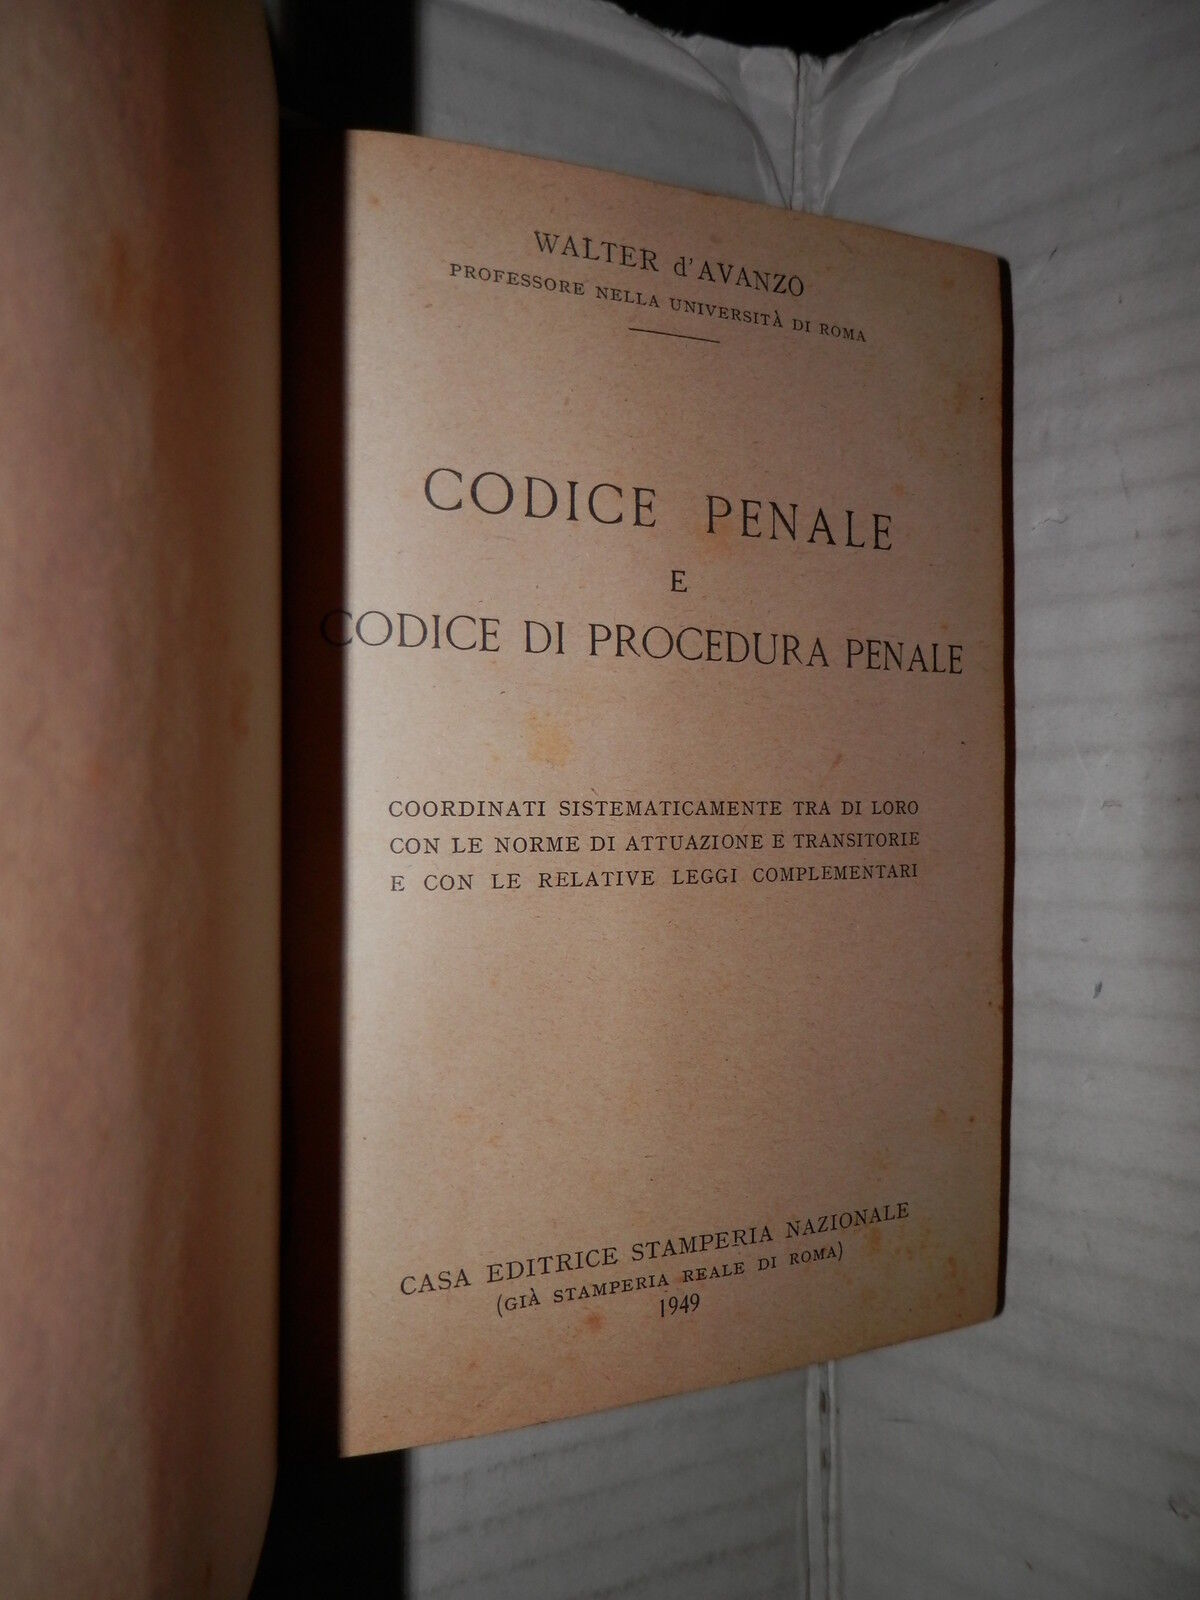 WALTER d'AVANZO
PROFESSORE NELLA UNIVERSITÀ DI ROMA
CODICE PENALE
E
CODICE DI PROCEDURA PENALE
COORDINATI SISTEMATICAMENTE TRA DI LORO
CON LE NORME DI ATTUAZIONE E TRANSITORIE
E CON LE RELATIVE LEGGI COMPLEMENTARI
CASA EDITRICE STAMPERIA NAZIONALE
(GIÀ STAMPERIA REALE DI ROMA)
1949